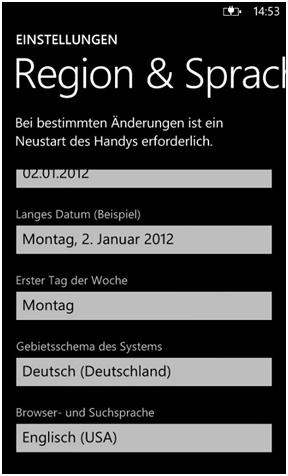 14:53
EINSTELLUNGEN
Region & Sprach
Bei bestimmten Änderungen ist ein
Neustart des Handys erforderlich.
02.01.2012
Langes Datum (Beispiel)
Montag, 2. Januar 2012
Erster Tag der Woche
Montag
Gebietsschema des Systems
Deutsch (Deutschland)
Browser- und Suchsprache
Englisch (USA)